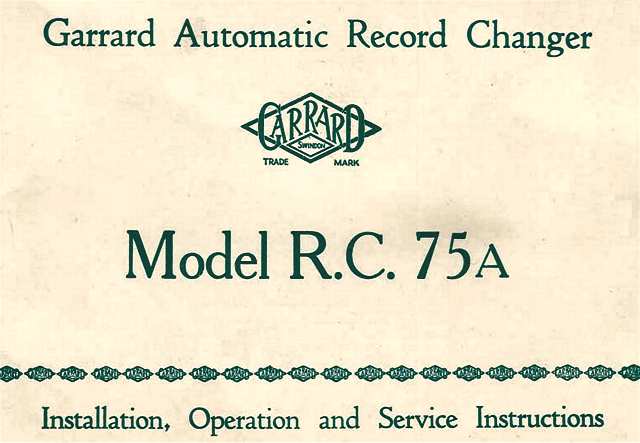 Garrard Automatic Record Changer
GARRARD
SWINDON
TRADE MARK
Model R.C. 75A
Installation, Operation and Service Instructions